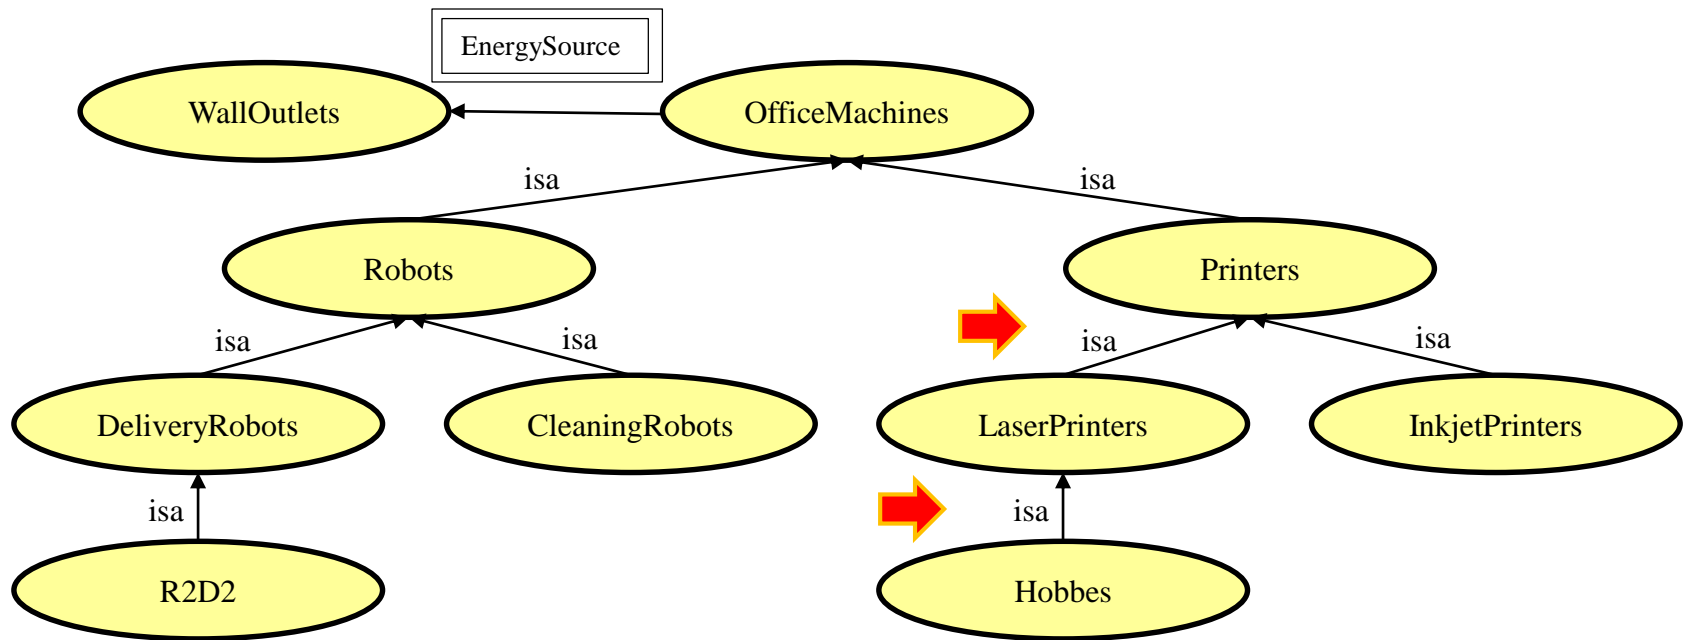 EnergySource
WallOutlets
OfficeMachines
isa
isa
Robots
Printers
isa
isa
isa
isa
DeliveryRobots
CleaningRobots
LaserPrinters
InkjetPrinters
isa
isa
R2D2
Hobbes